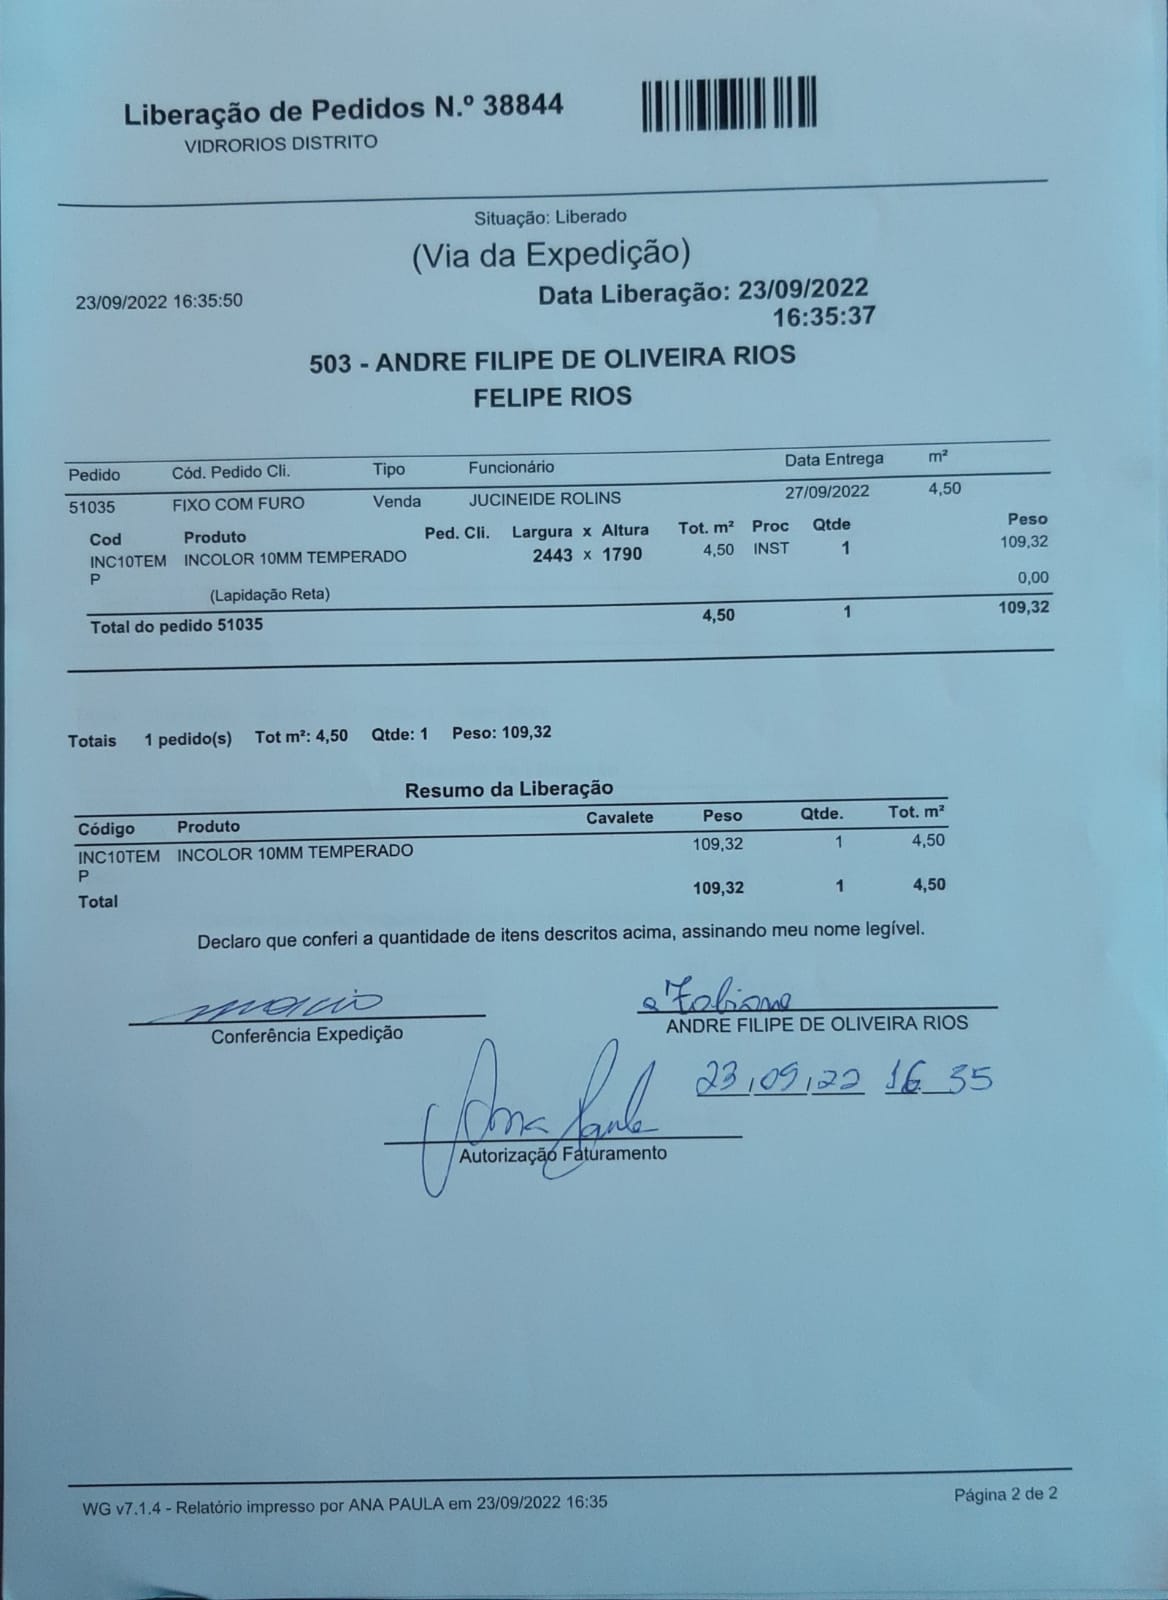 Liberação de Pedidos N.º 38844
VIDRORIOS DISTRITO
Situação: Liberado
(Via da Expedição)
23/09/2022 16:35:50
Data Liberação: 23/09/2022
16:35:37
503 - ANDRE FILIPE DE OLIVEIRA RIOS
FELIPE RIOS
Pedido Cód. Pedido Cli. Tipo Funcionário Data Entrega m²
51035 FIXO COM FURO Venda JUCINEIDE ROLINS 27/09/2022 4,50
Cod Produto Ped. Cli. Largura x Altura Tot. m² Proc Qtde Peso
INC10TEM INCOLOR 10MM TEMPERADO 2443 x 1790 4,50 INST 1 109,32
P
(Lapidação Reta) 0,00
Total do pedido 51035 4,50 1 109,32
Totais 1 pedido(s) Tot m²: 4,50 Qtde: 1 Peso: 109,32
Resumo da Liberação
Código Produto Cavalete Peso Qtde. Tot. m²
INC10TEM INCOLOR 10MM TEMPERADO 109,32 1 4,50
P
Total 109,32 1 4,50
Declaro que conferi a quantidade de itens descritos acima, assinando meu nome legível.
Conferência Expedição
ANDRE FILIPE DE OLIVEIRA RIOS
23/09/22 16 35
Ana Paula
Autorização Faturamento
WG v7.1.4 - Relatório impresso por ANA PAULA em 23/09/2022 16:35
Página 2 de 2